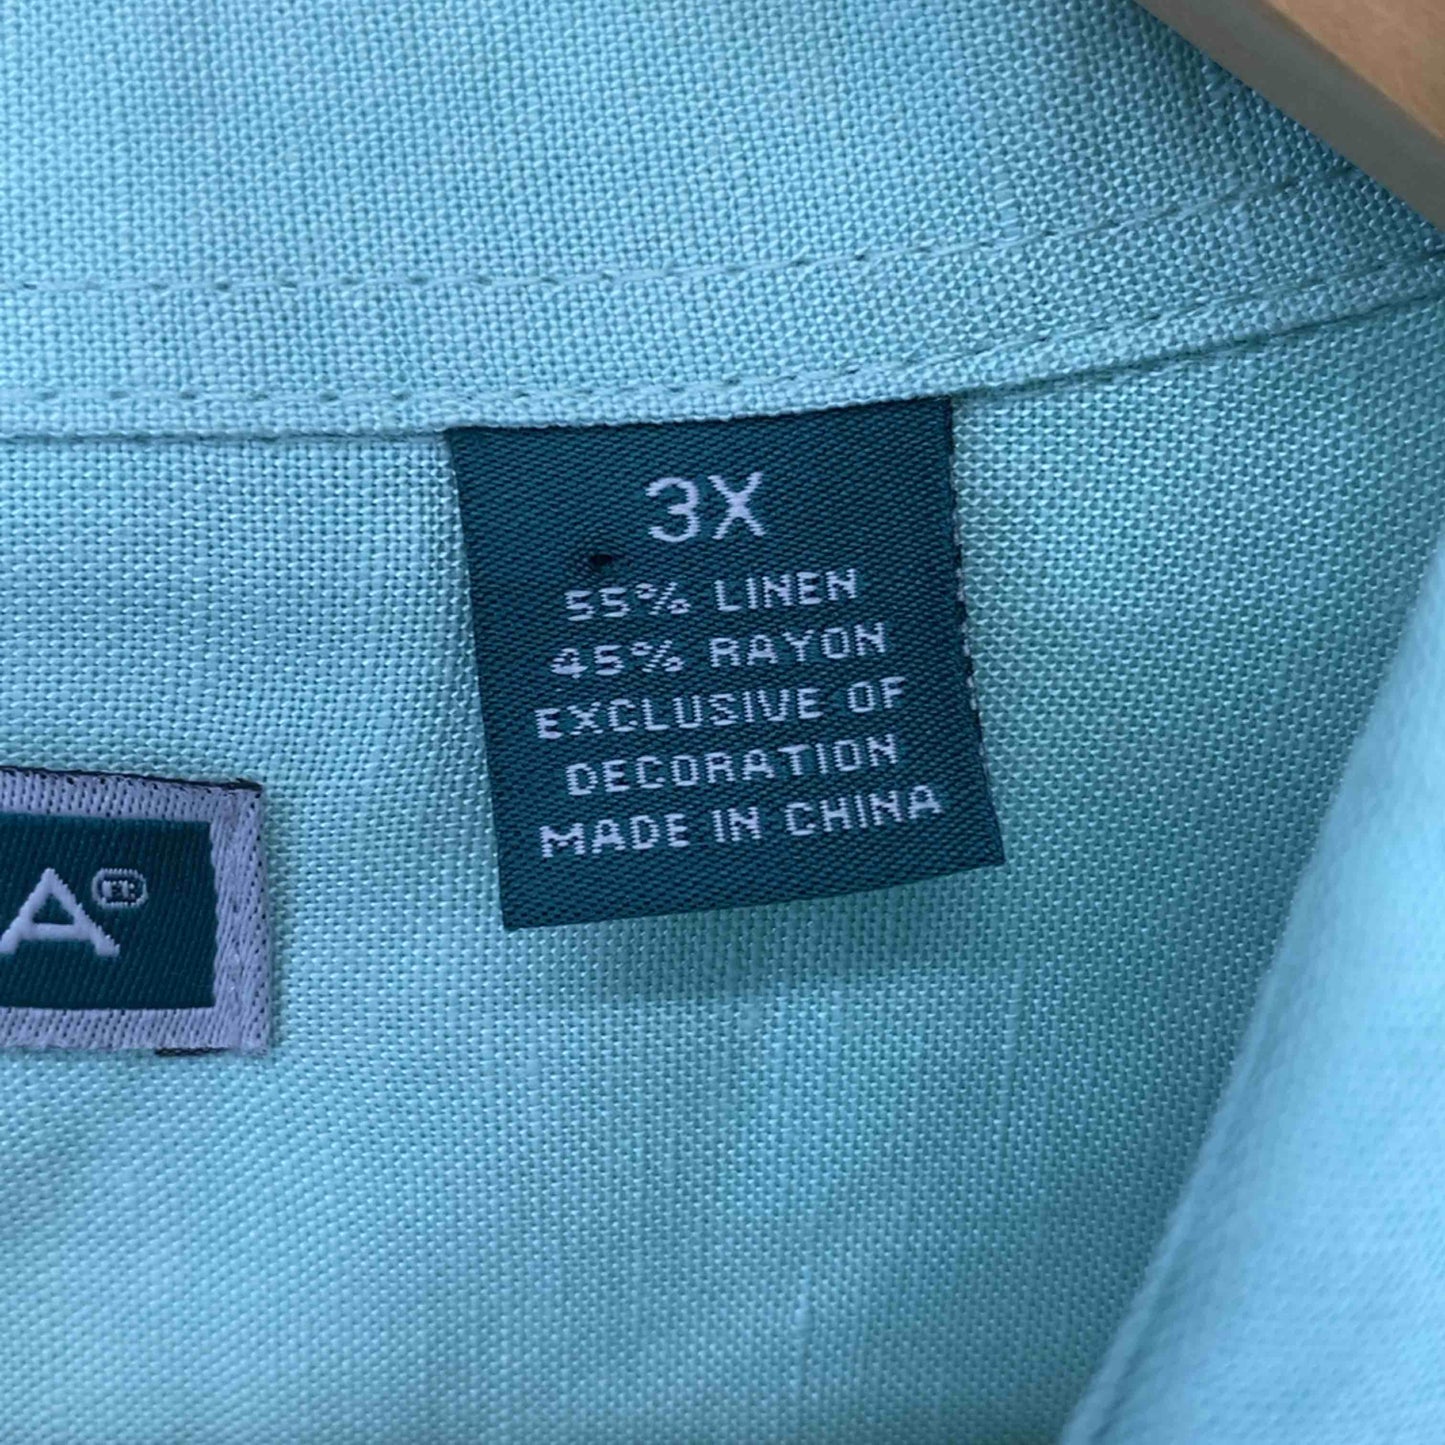 3X
55% LINEN
45% RAYON
EXCLUSIVE OF
DECORATION
MADE IN CHINA
A®